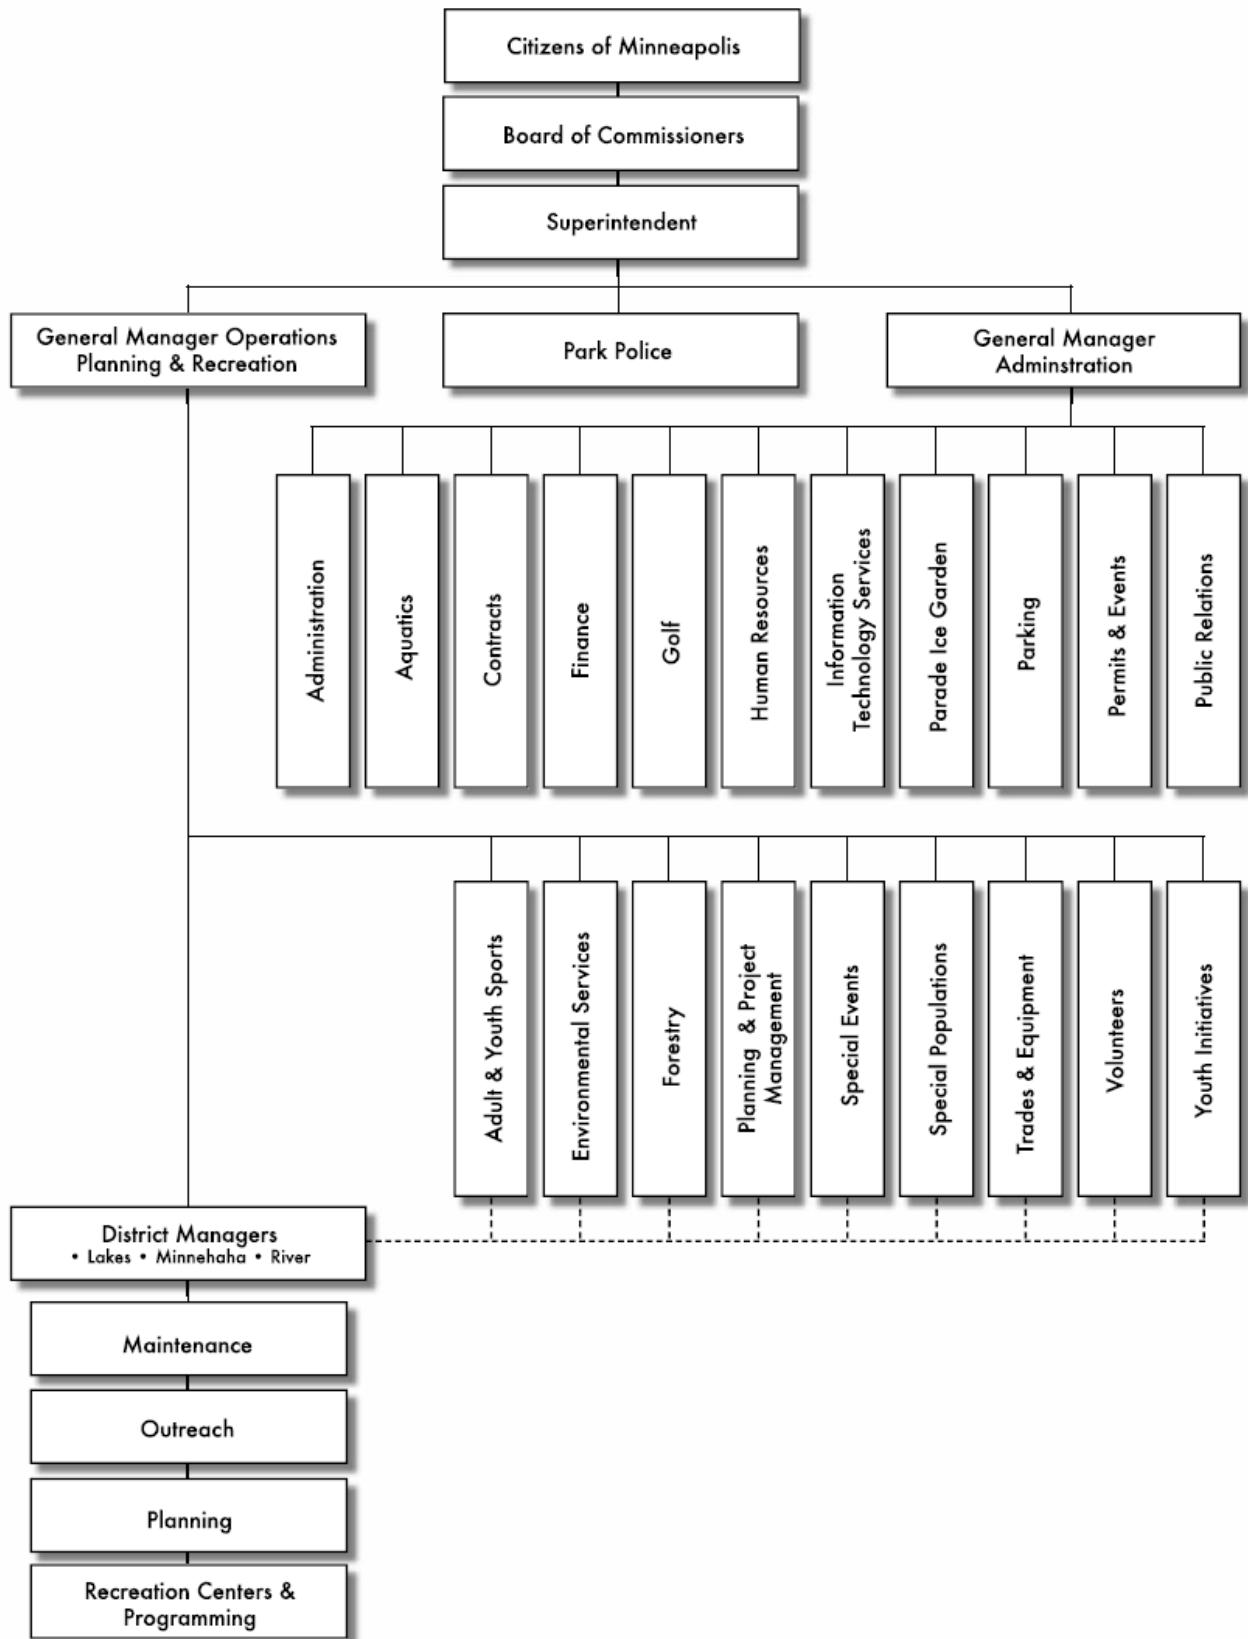 Citizens of Minneapolis
Board of Commissioners
Superintendent
General Manager Operations
Planning & Recreation
Park Police
General Manager
Adminstration
Administration
Aquatics
Contracts
Finance
Golf
Human Resources
Information
Technology Services
Parade Ice Garden
Parking
Permits & Events
Public Relations
Adult & Youth Sports
Environmental Services
Forestry
Planning & Project
Management
Special Events
Special Populations
Trades & Equipment
Volunteers
Youth Initiatives
District Managers
• Lakes • Minnehaha • River
Maintenance
Outreach
Planning
Recreation Centers &
Programming